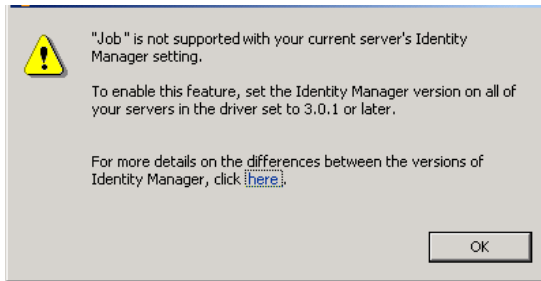 "Job" is not supported with your current server's Identity
Manager setting.
To enable this feature, set the Identity Manager version on all of
your servers in the driver set to 3.0.1 or later.
For more details on the differences between the versions of
Identity Manager, click here.
OK